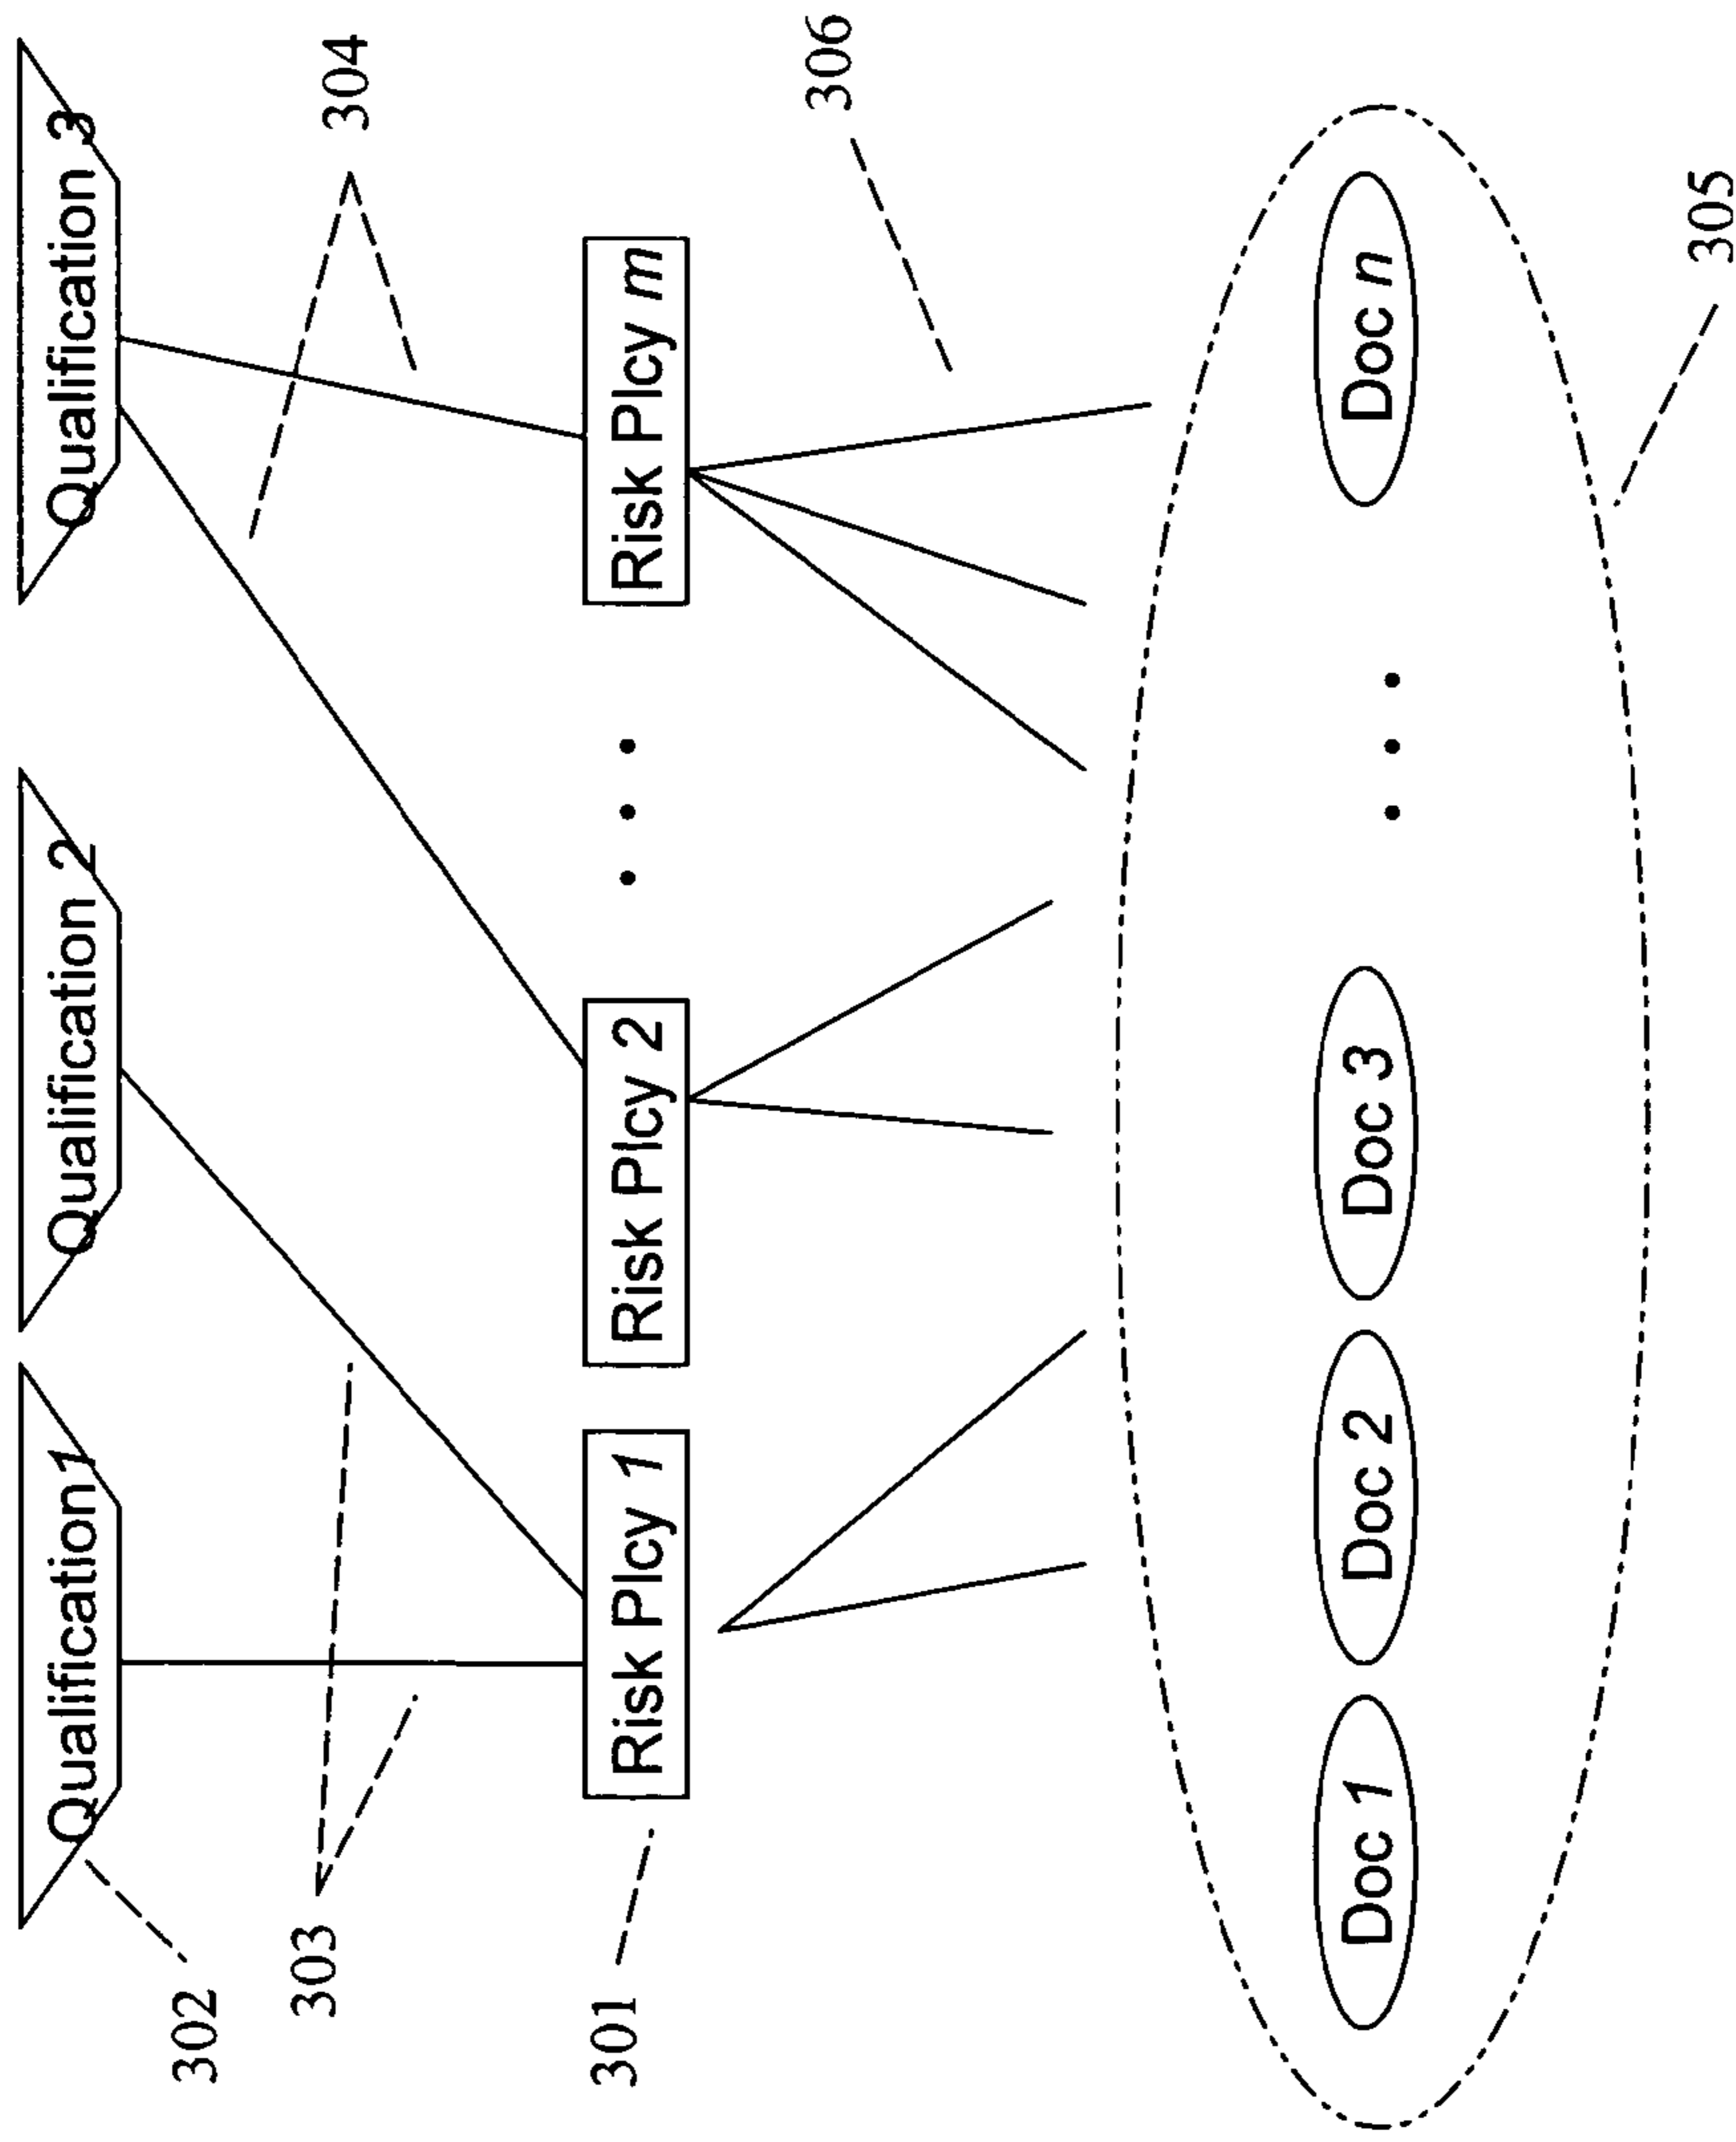 Qualification 1
Qualification 2
Qualification 3
302
303
304
Risk Plcy 1
Risk Plcy 2
Risk Plcy m
301
306
Doc 1
Doc 2
Doc 3
Doc n
305